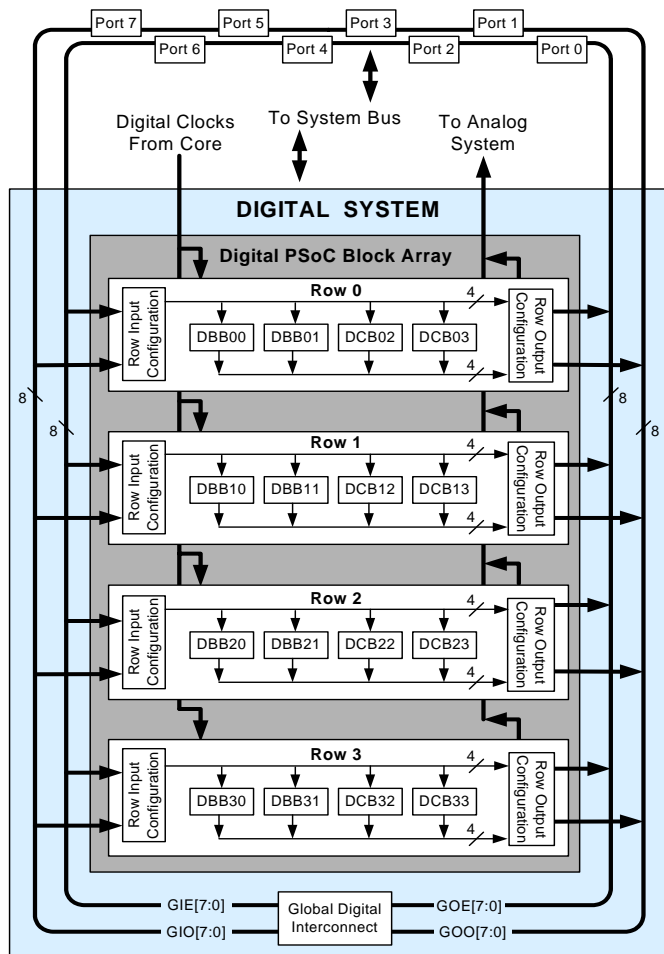 Port 7
Port 5
Port 3
Port 1
Port 6
Port 4
Port 2
Port 0
Digital Clocks
From Core
To System Bus
To Analog
System
DIGITAL SYSTEM
Digital PSoC Block Array
Row 0
Row Input
Configuration
DBB00
DBB01
DCB02
DCB03
4
4
Row Output
Configuration
8
8
8
8
Row 1
Row Input
Configuration
DBB10
DBB11
DCB12
DCB13
4
4
Row Output
Configuration
Row 2
Row Input
Configuration
DBB20
DBB21
DCB22
DCB23
4
4
Row Output
Configuration
Row 3
Row Input
Configuration
DBB30
DBB31
DCB32
DCB33
4
4
Row Output
Configuration
GIE[7:0]
GIO[7:0]
Global Digital
Interconnect
GOE[7:0]
GOO[7:0]